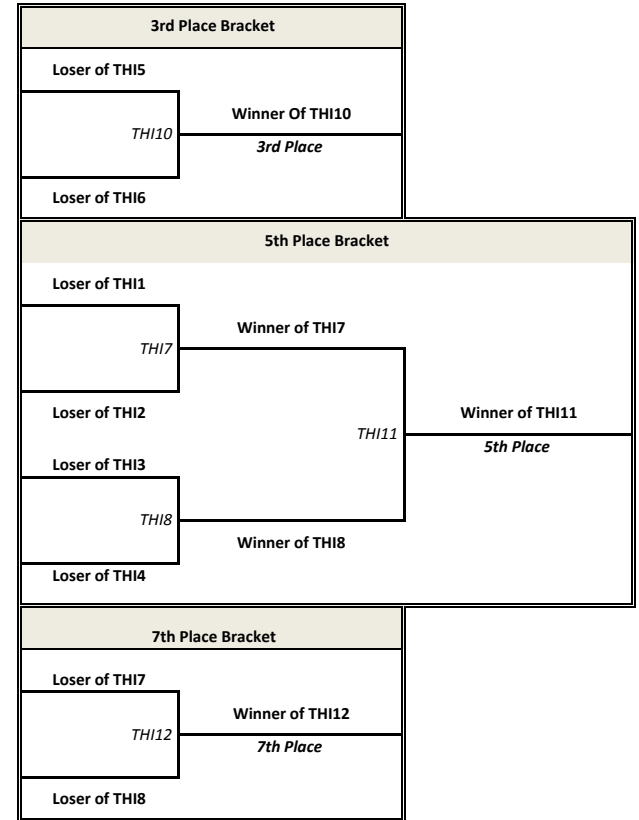 3rd Place Bracket
Loser of THI5
Winner Of THI10
THI10
3rd Place
Loser of THI6
5th Place Bracket
Loser of THI1
Winner of THI7
THI7
Loser of THI2
Winner of THI11
THI11
5th Place
Loser of THI3
THI8
Winner of THI8
Loser of THI4
7th Place Bracket
Loser of THI7
Winner of THI12
THI12
7th Place
Loser of THI8